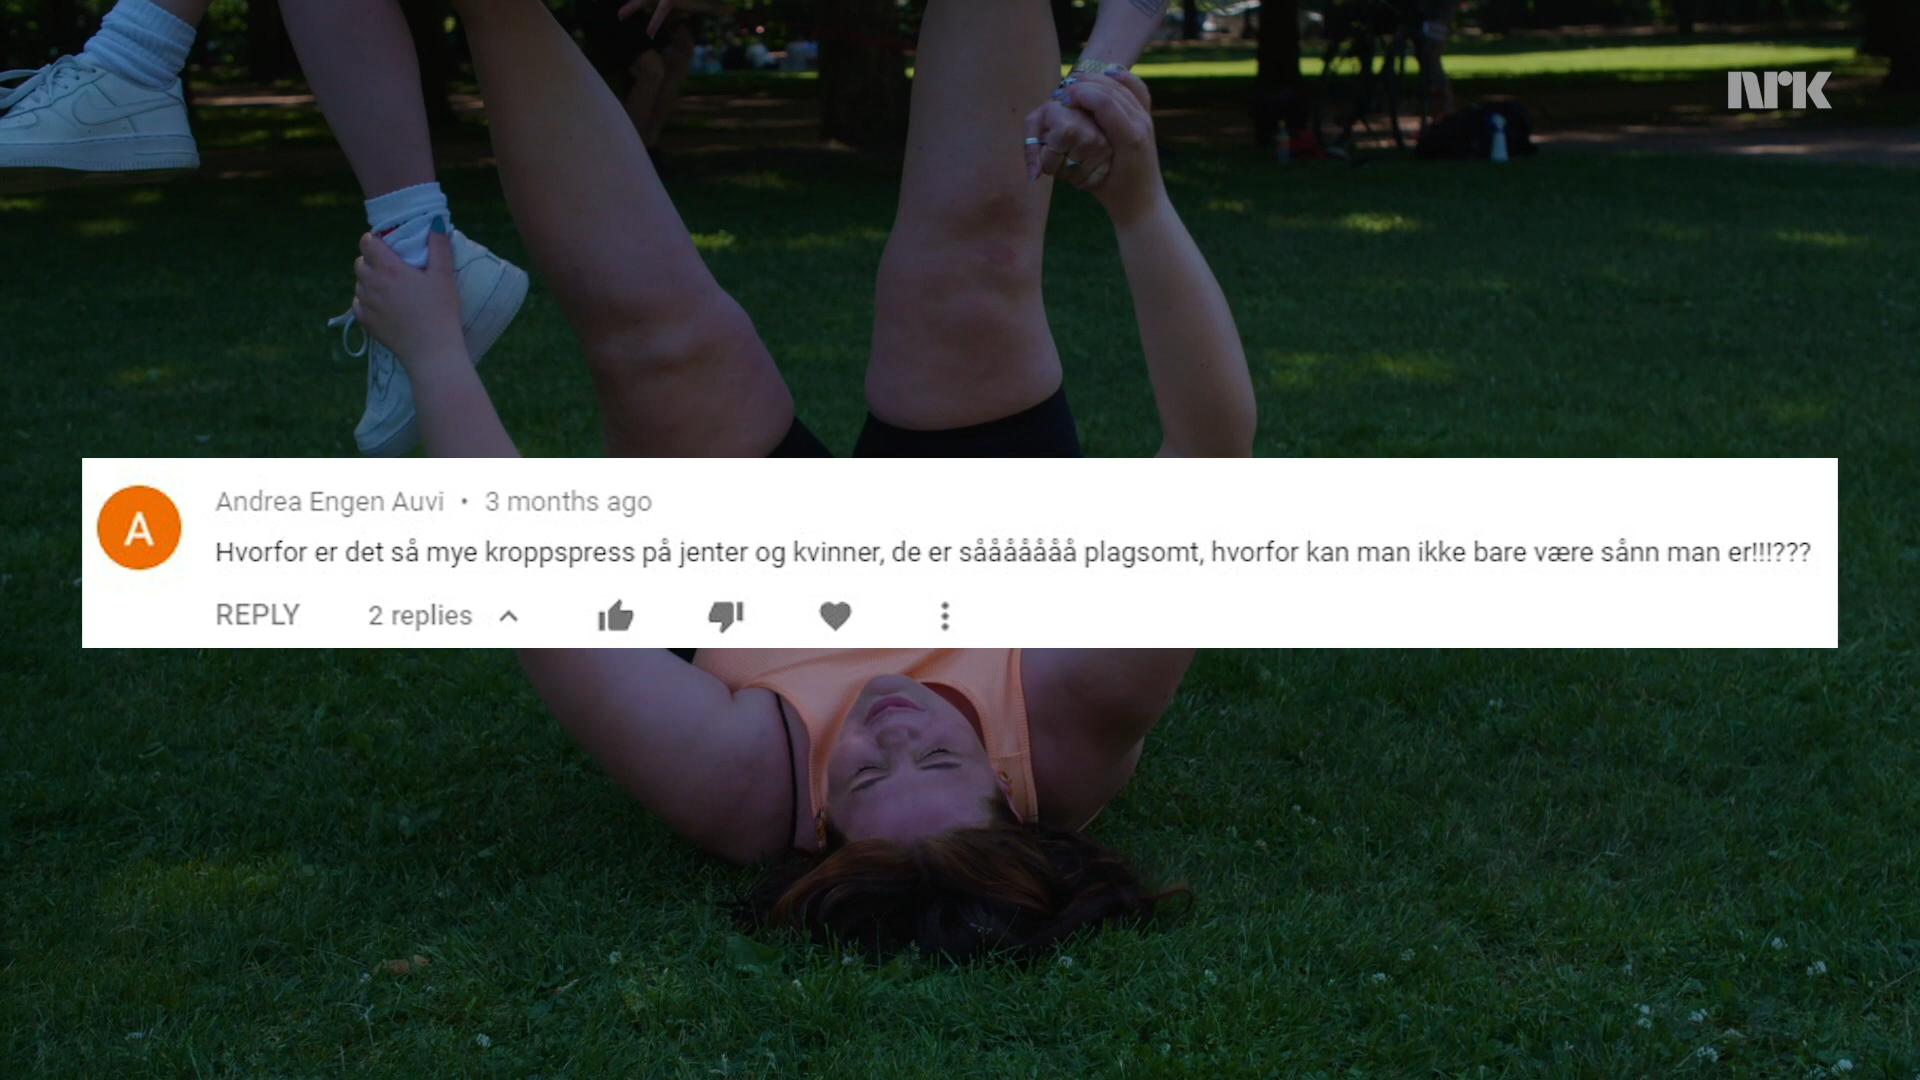 nrk
Andrea Engen Auvi • 3 months ago
A
Hvorfor er det så mye kroppspress på jenter og kvinner, de er sååååååå plagsomt, hvorfor kan man ikke bare være sånn man er!!!???
REPLY 2 replies